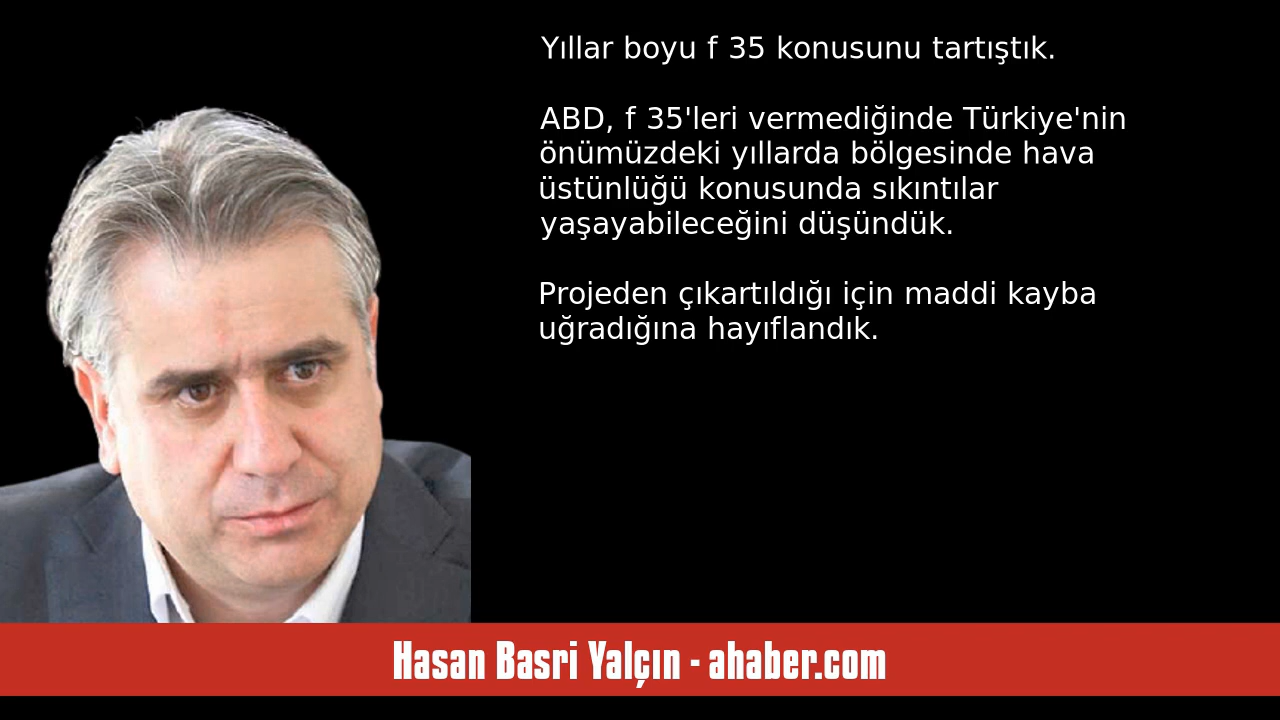 Yıllar boyu f 35 konusunu tartıştık.
ABD, f 35'leri vermediğinde Türkiye'nin
önümüzdeki yıllarda bölgesinde hava
üstünlüğü konusunda sıkıntılar
yaşayabileceğini düşündük.
Projeden çıkartıldığı için maddi kayba
uğradığına hayıflandık.
Hasan Basri Yalçın - ahaber.com